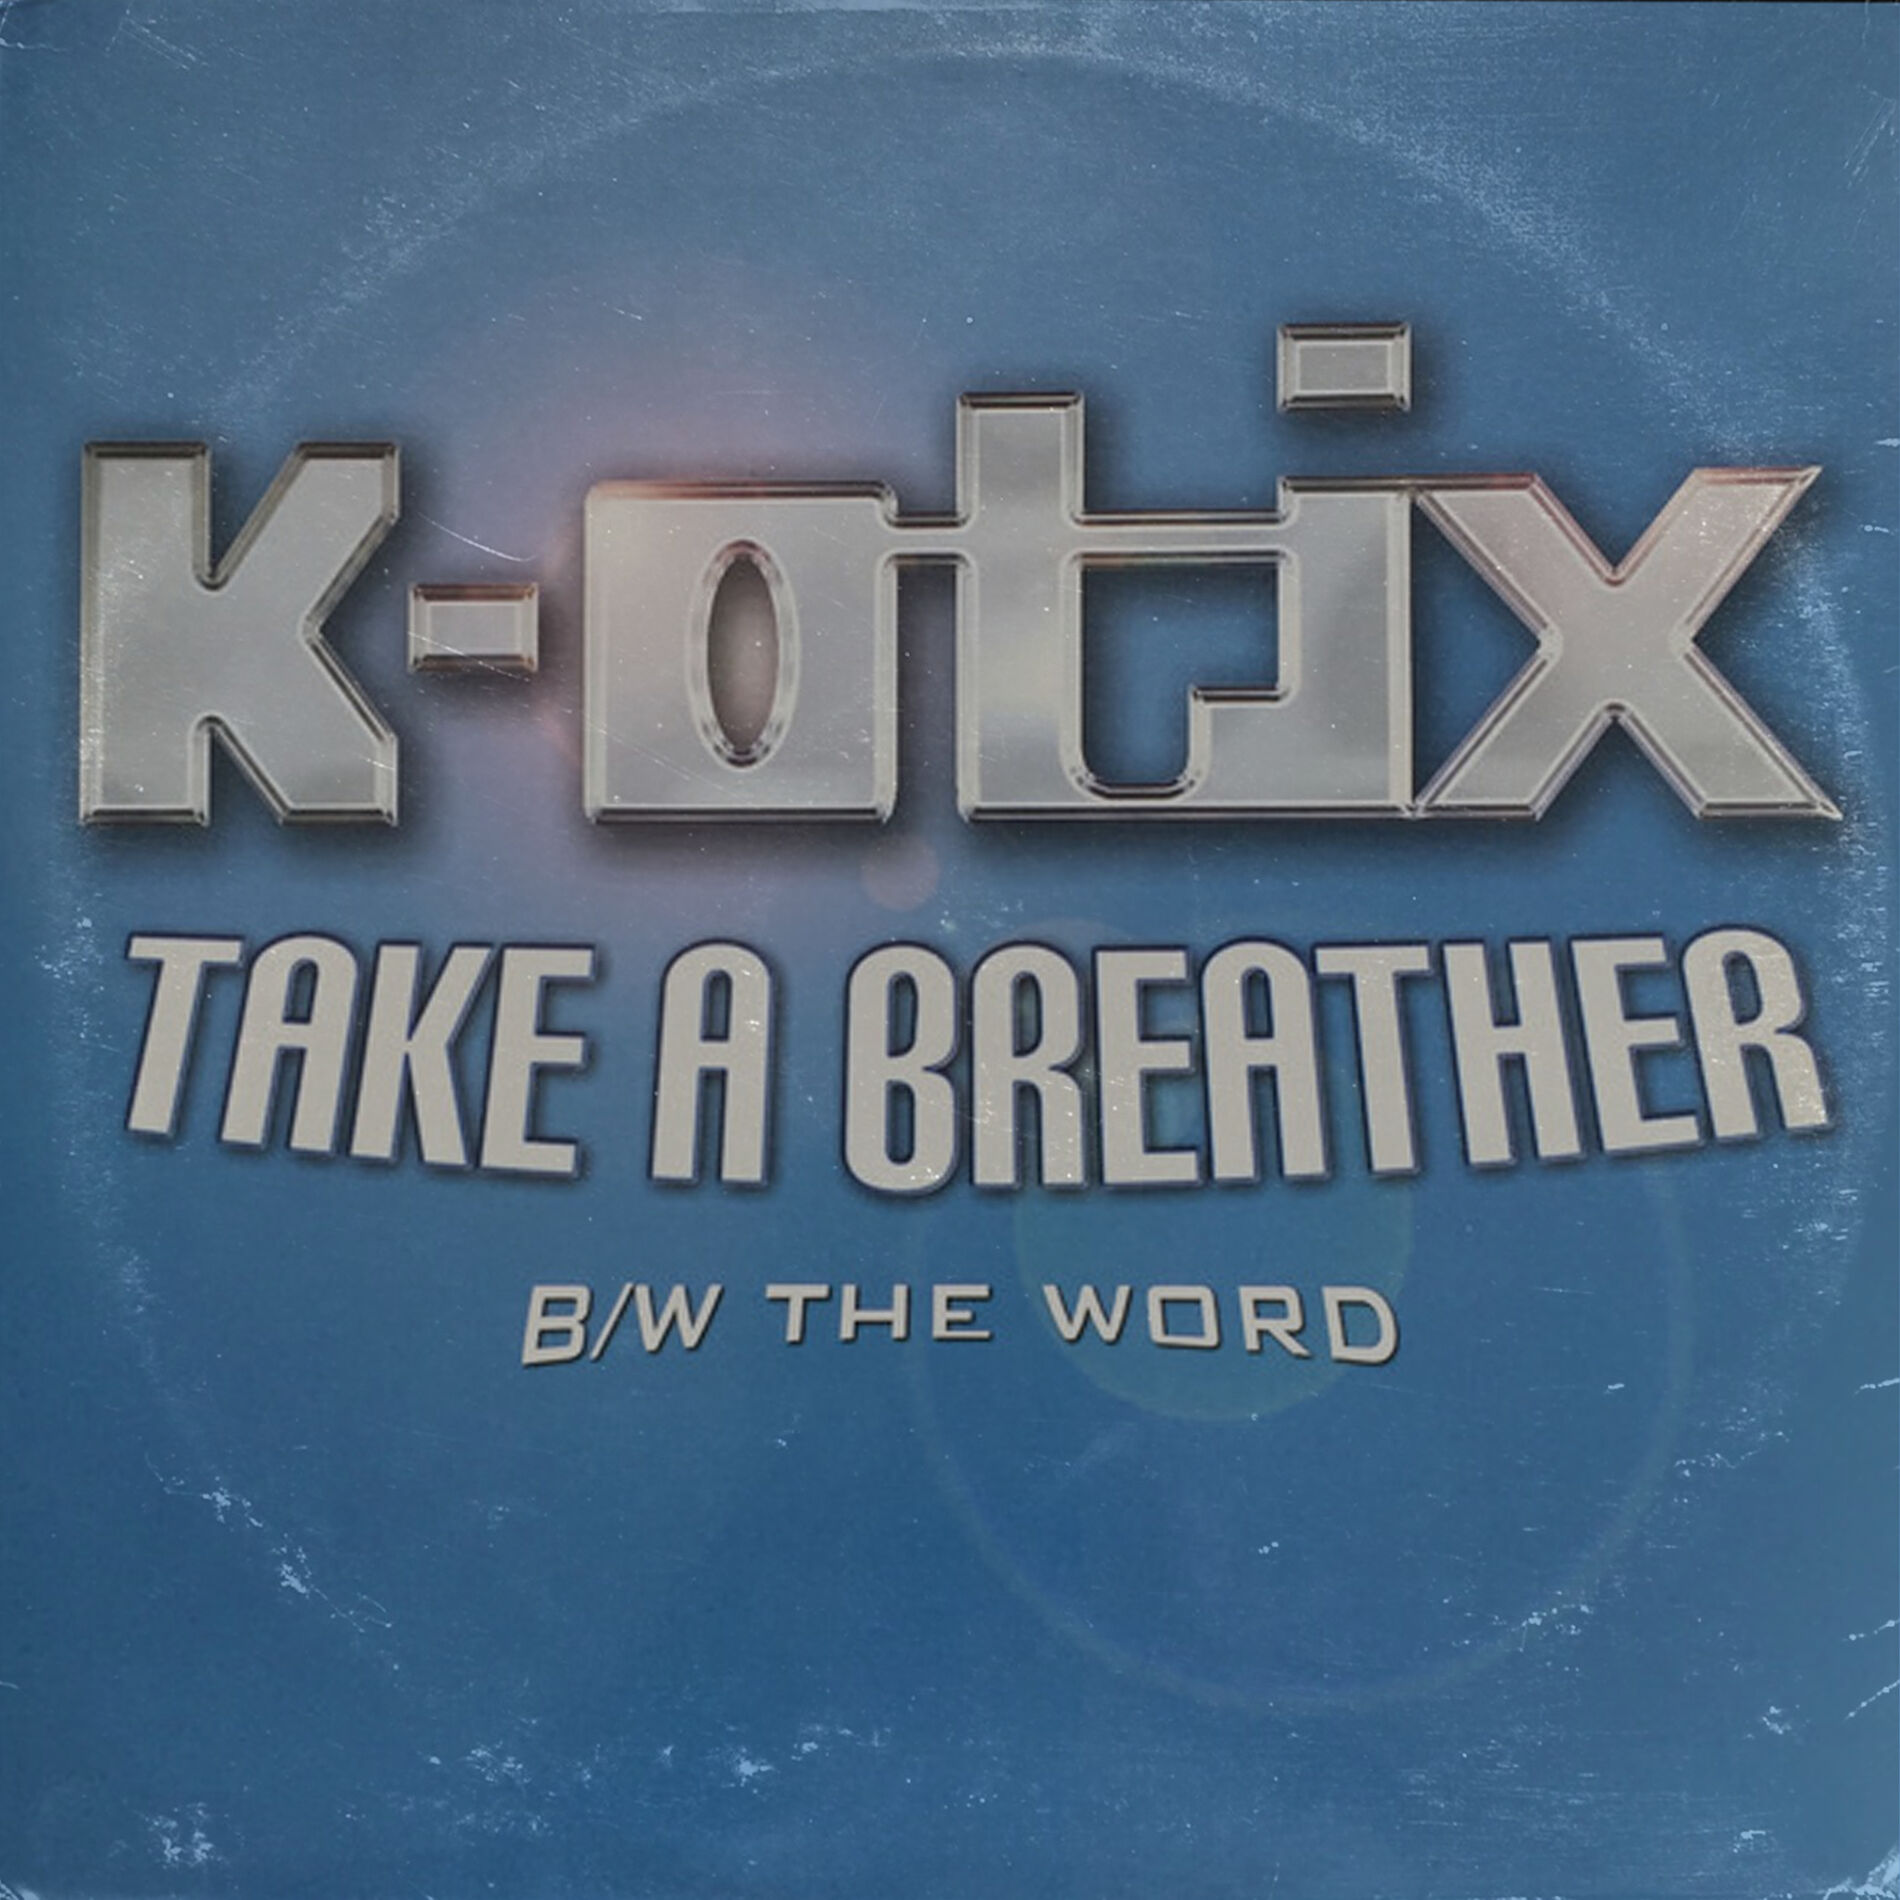 K-otix
TAKE A BREATHER
B/W THE WORD